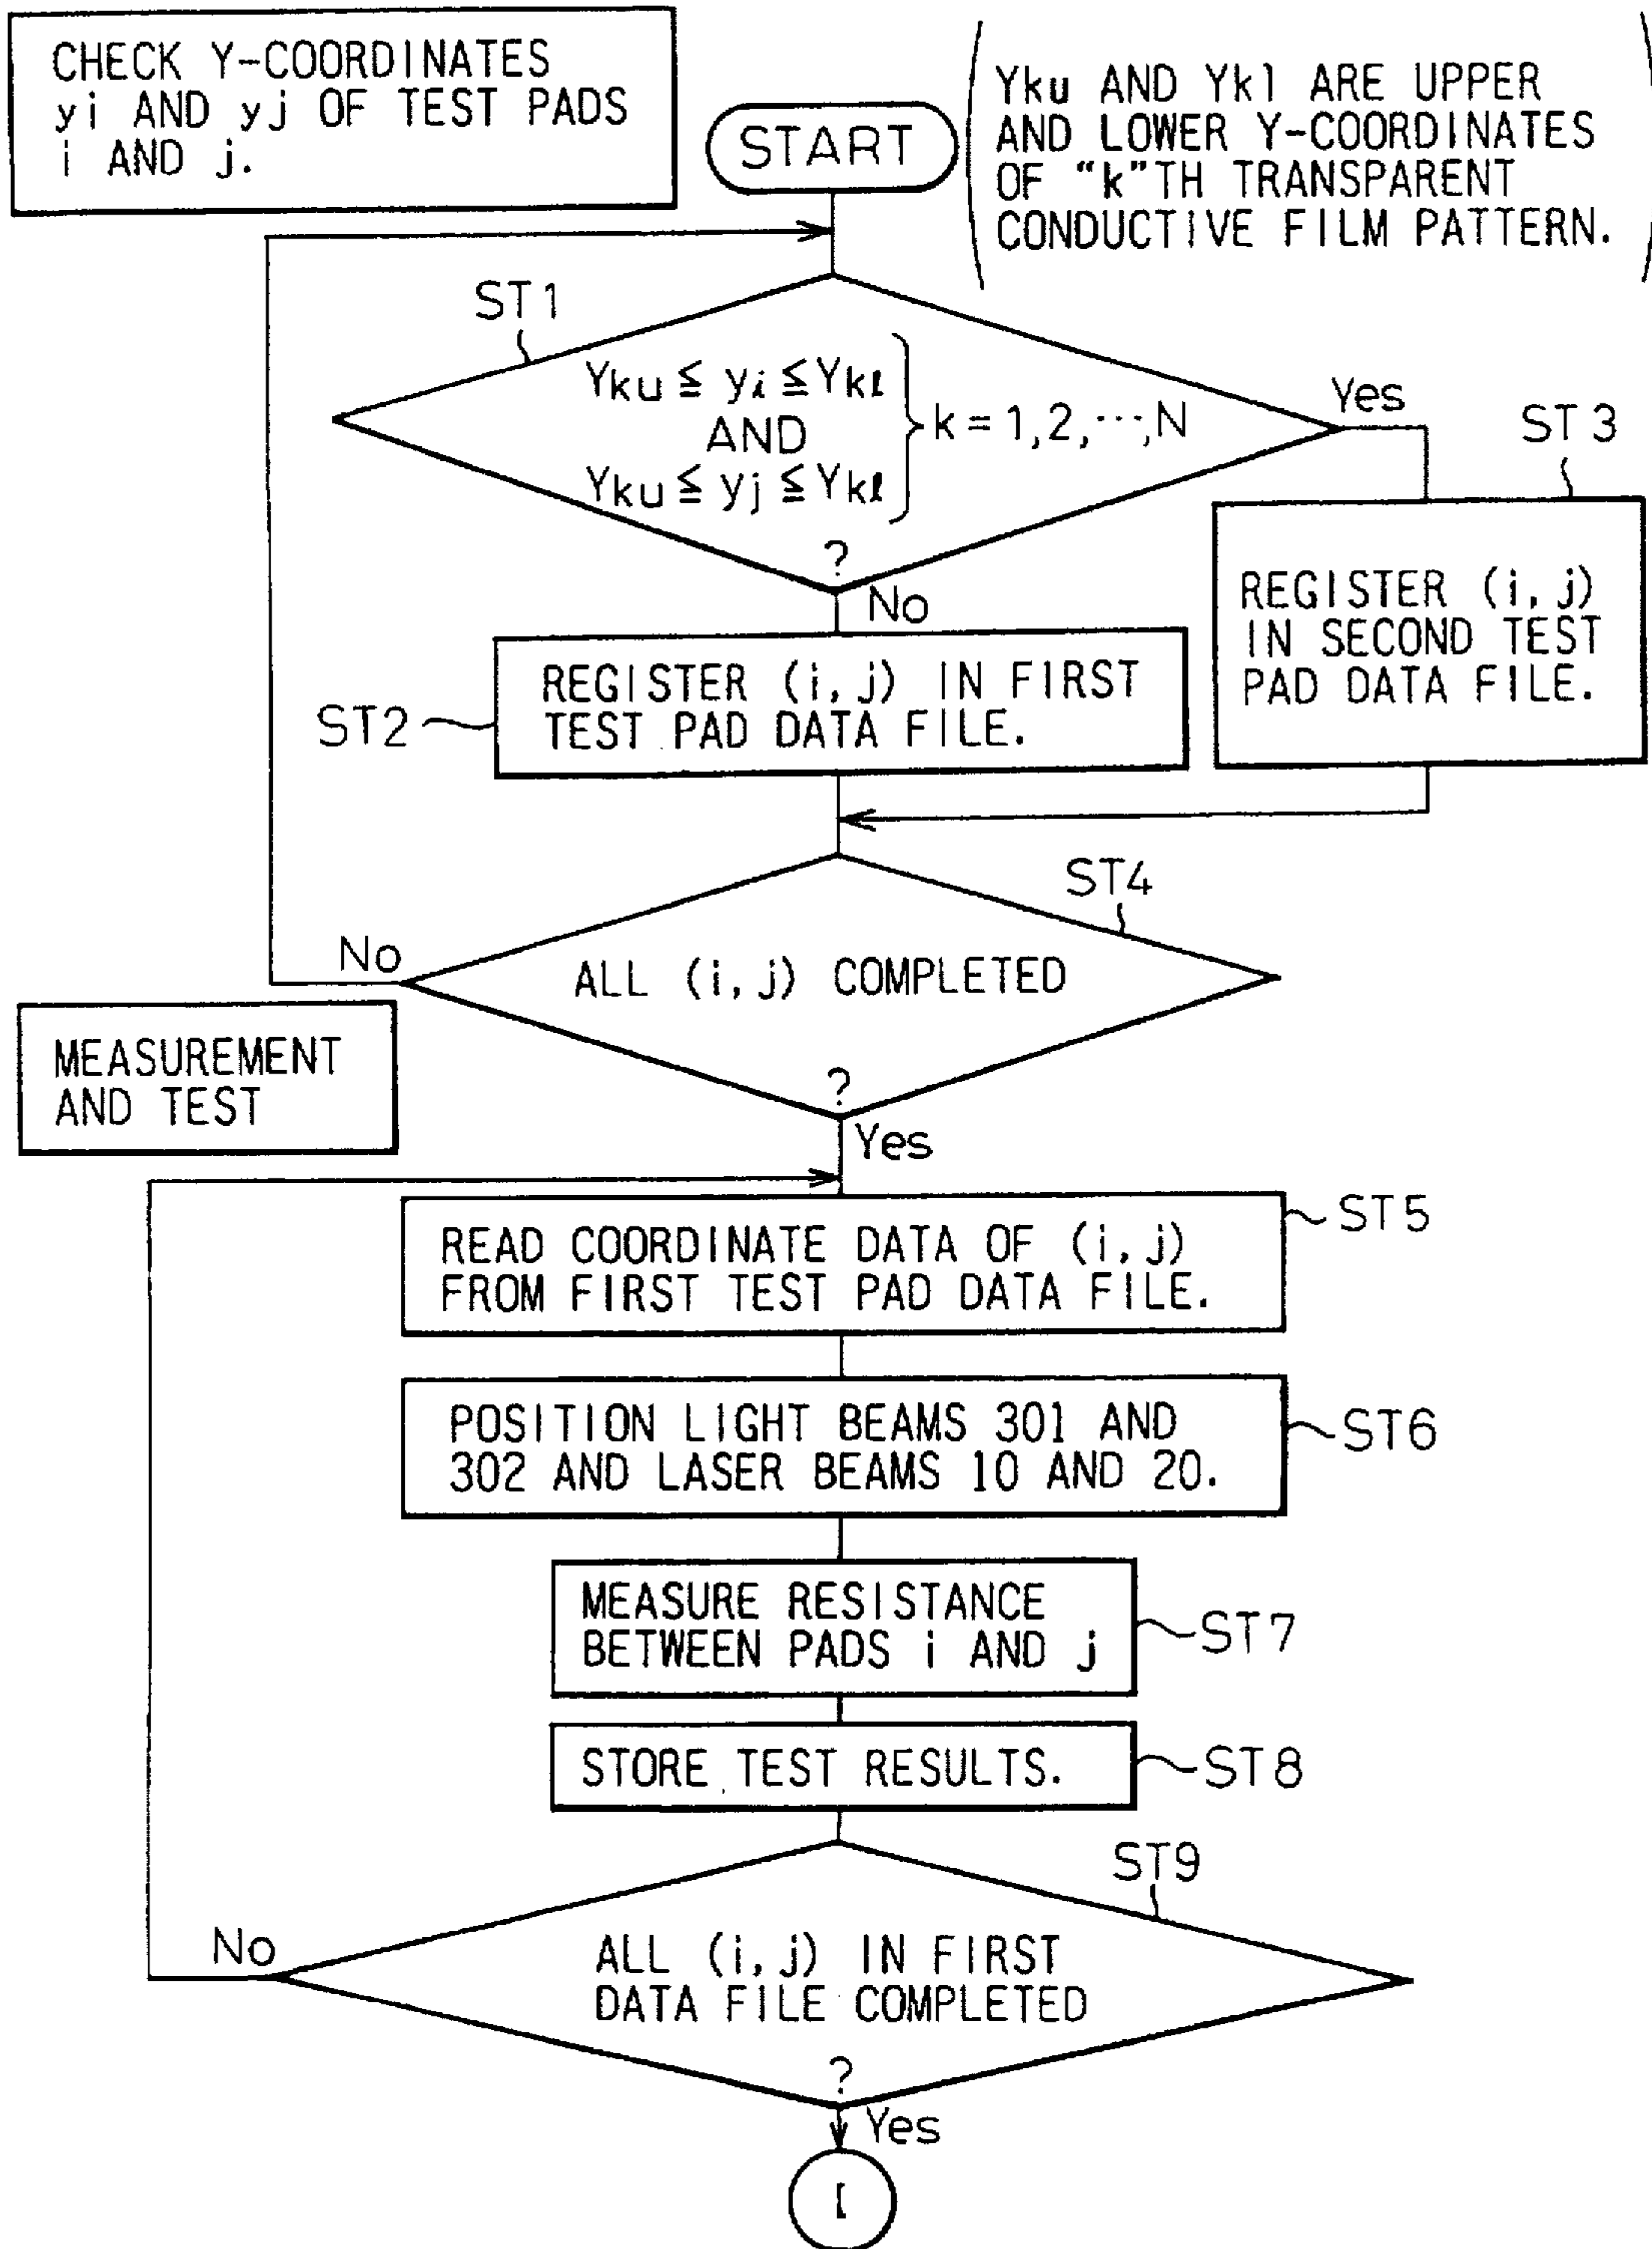 CHECK Y-COORDINATES
yi AND yj OF TEST PADS
i AND j.
START
Yku AND Ykl ARE UPPER
AND LOWER Y-COORDINATES
OF “k”TH TRANSPARENT
CONDUCTIVE FILM PATTERN.
ST1
Yku ≦ yi ≦ Ykl
AND
Yku ≦ yj ≦ Ykl
k = 1, 2, ···, N
?
Yes
No
ST3
REGISTER (i, j)
IN SECOND TEST
PAD DATA FILE.
ST2
REGISTER (i, j) IN FIRST
TEST PAD DATA FILE.
ST4
No
ALL (i, j) COMPLETED
?
Yes
MEASUREMENT
AND TEST
ST5
READ COORDINATE DATA OF (i, j)
FROM FIRST TEST PAD DATA FILE.
POSITION LIGHT BEAMS 301 AND
302 AND LASER BEAMS 10 AND 20.
ST6
MEASURE RESISTANCE
BETWEEN PADS i AND j
ST7
STORE TEST RESULTS.
ST8
ST9
No
ALL (i, j) IN FIRST
DATA FILE COMPLETED
?
Yes
I